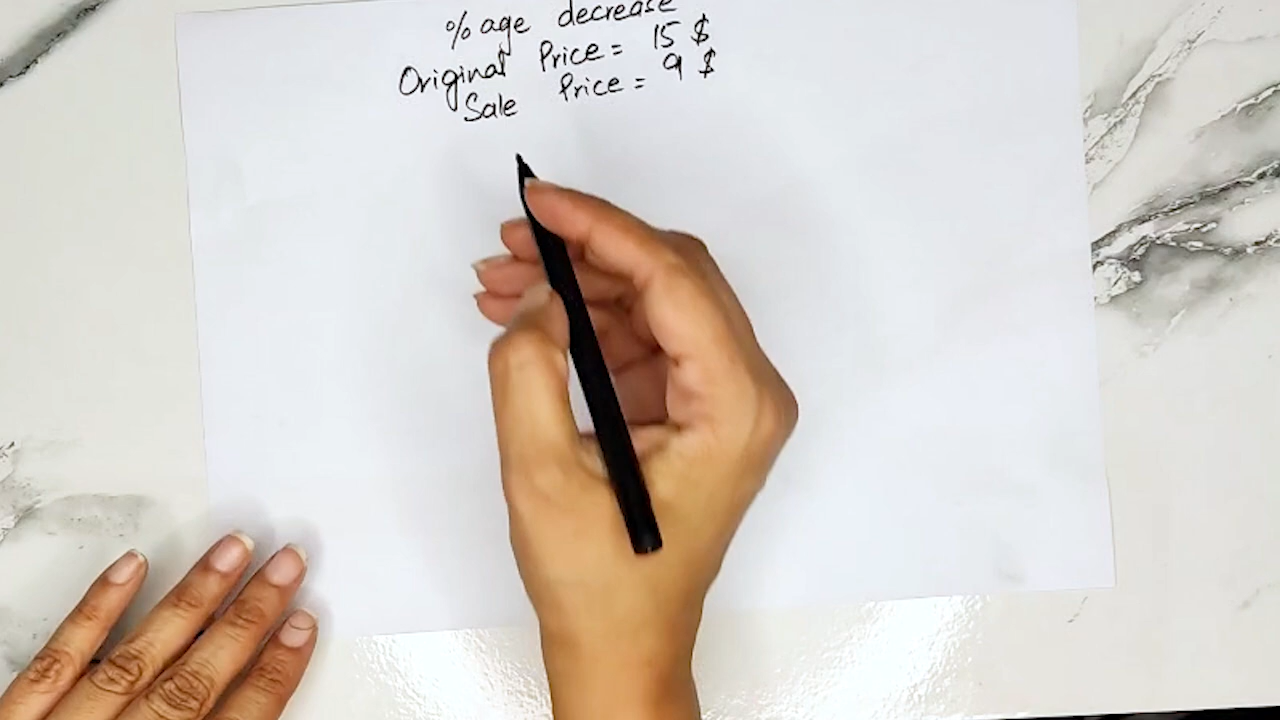 % age decrease
Original Price = 15 $
Sale Price = 9 $